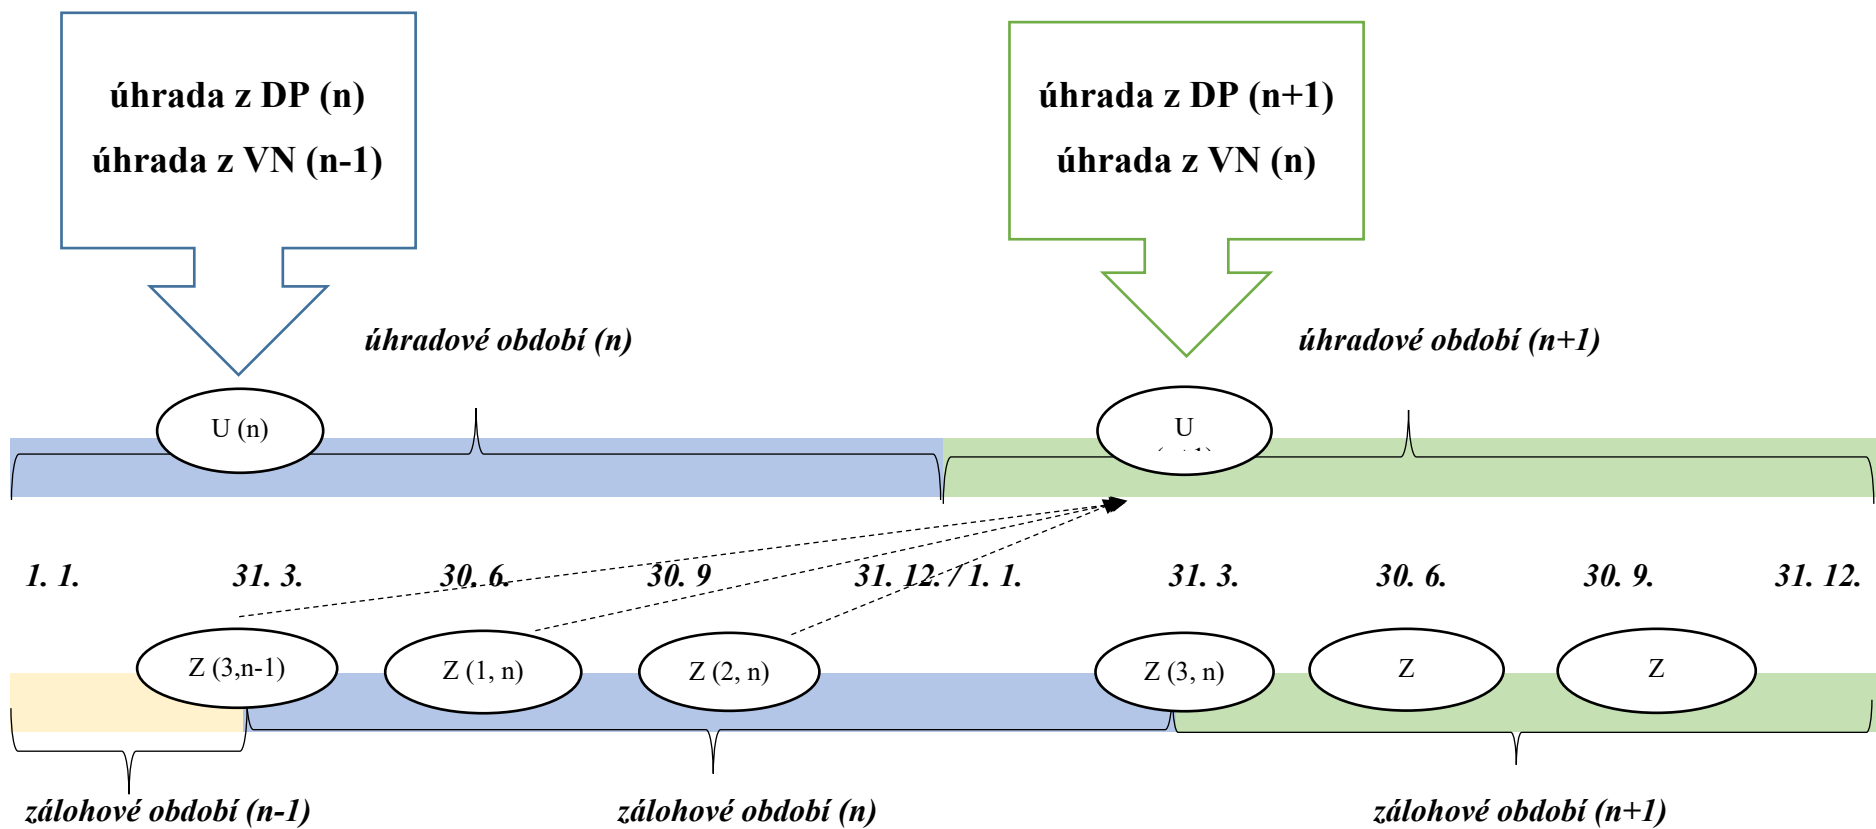 úhrada z DP (n)
úhrada z VN (n-1)
úhrada z DP (n+1)
úhrada z VN (n)
úhradové období (n)
úhradové období (n+1)
U (n)
U
1. 1.
31. 3.
30. 6.
30. 9
31. 12. / 1. 1.
31. 3.
30. 6.
30. 9.
31. 12.
Z (3,n-1)
Z (1, n)
Z (2, n)
Z (3, n)
Z
Z
zálohové období (n-1)
zálohové období (n)
zálohové období (n+1)